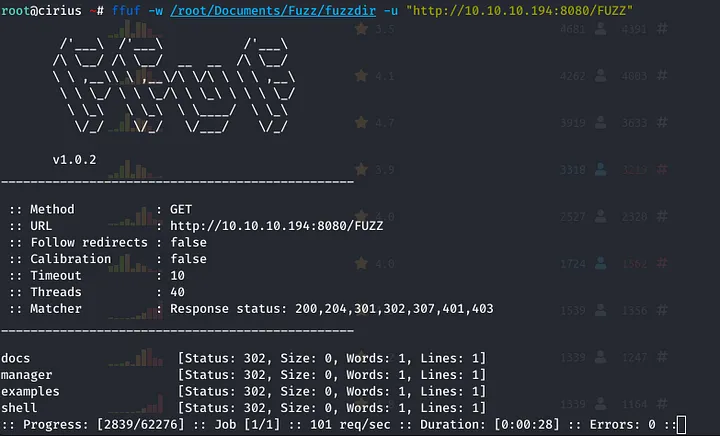 root@cirius ~# ffuf -w /root/Documents/Fuzz/fuzzdir -u "http://10.10.10.194:8080/FUZZ"
v1.0.2
________________________________________________
:: Method : GET
:: URL : http://10.10.10.194:8080/FUZZ
:: Follow redirects : false
:: Calibration : false
:: Timeout : 10
:: Threads : 40
:: Matcher : Response status: 200,204,301,302,307,401,403
________________________________________________
docs [Status: 302, Size: 0, Words: 1, Lines: 1]
manager [Status: 302, Size: 0, Words: 1, Lines: 1]
examples [Status: 302, Size: 0, Words: 1, Lines: 1]
shell [Status: 302, Size: 0, Words: 1, Lines: 1]
:: Progress: [2839/62276] :: Job [1/1] :: 101 req/sec :: Duration: [0:00:28] :: Errors: 0 ::